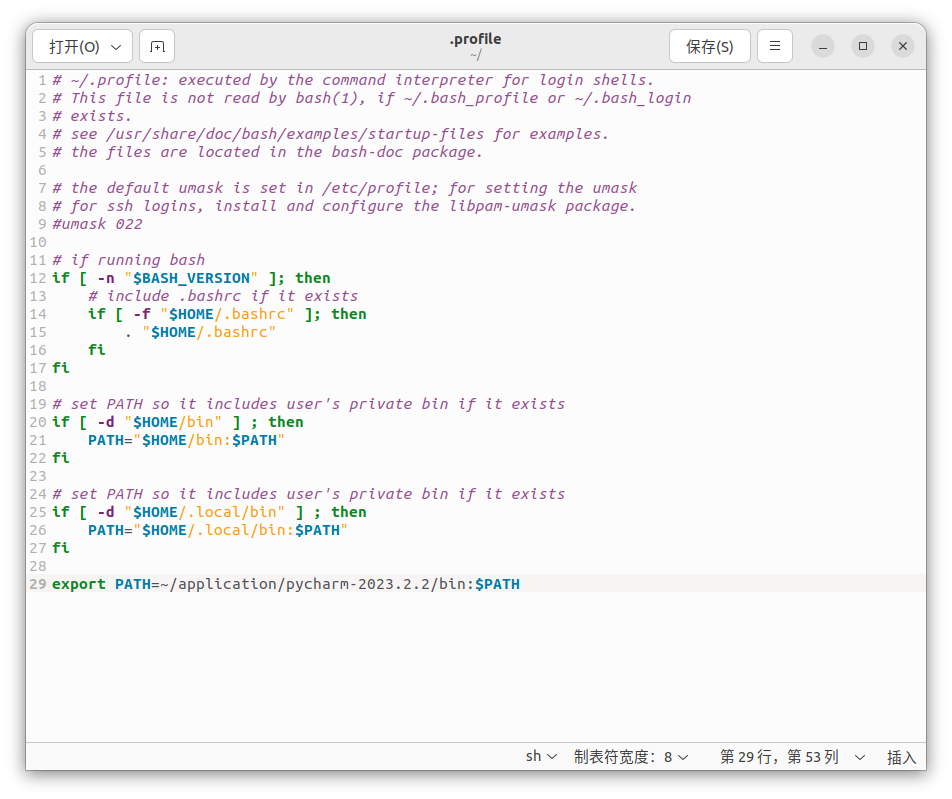 打开(O)
.profile
~/
保存(S)
1 # ~/.profile: executed by the command interpreter for login shells.
2 # This file is not read by bash(1), if ~/.bash_profile or ~/.bash_login
3 # exists.
4 # see /usr/share/doc/bash/examples/startup-files for examples.
5 # the files are located in the bash-doc package.
6
7 # the default umask is set in /etc/profile; for setting the umask
8 # for ssh logins, install and configure the libpam-umask package.
9 #umask 022
10
11 # if running bash
12 if [ -n "$BASH_VERSION" ]; then
13     # include .bashrc if it exists
14     if [ -f "$HOME/.bashrc" ]; then
15         . "$HOME/.bashrc"
16     fi
17 fi
18
19 # set PATH so it includes user's private bin if it exists
20 if [ -d "$HOME/bin" ] ; then
21     PATH="$HOME/bin:$PATH"
22 fi
23
24 # set PATH so it includes user's private bin if it exists
25 if [ -d "$HOME/.local/bin" ] ; then
26     PATH="$HOME/.local/bin:$PATH"
27 fi
28
29 export PATH=~/application/pycharm-2023.2.2/bin:$PATH
sh 制表符宽度：8 第 29 行，第 53 列 插入